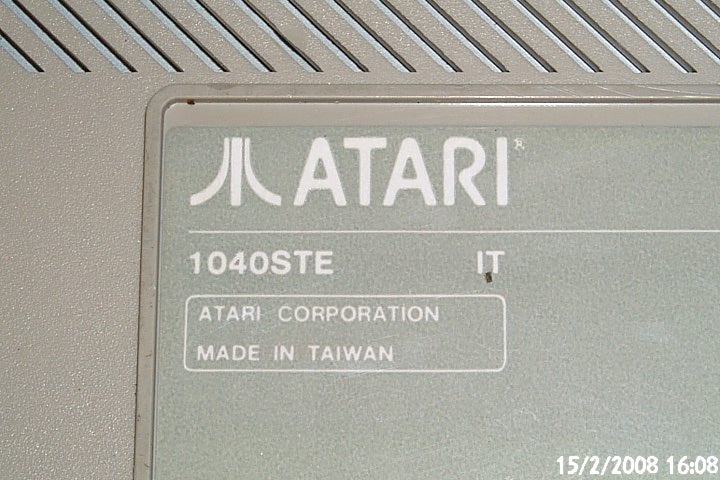 ATARI®
1040STE IT
ATARI CORPORATION
MADE IN TAIWAN
15/2/2008 16:08